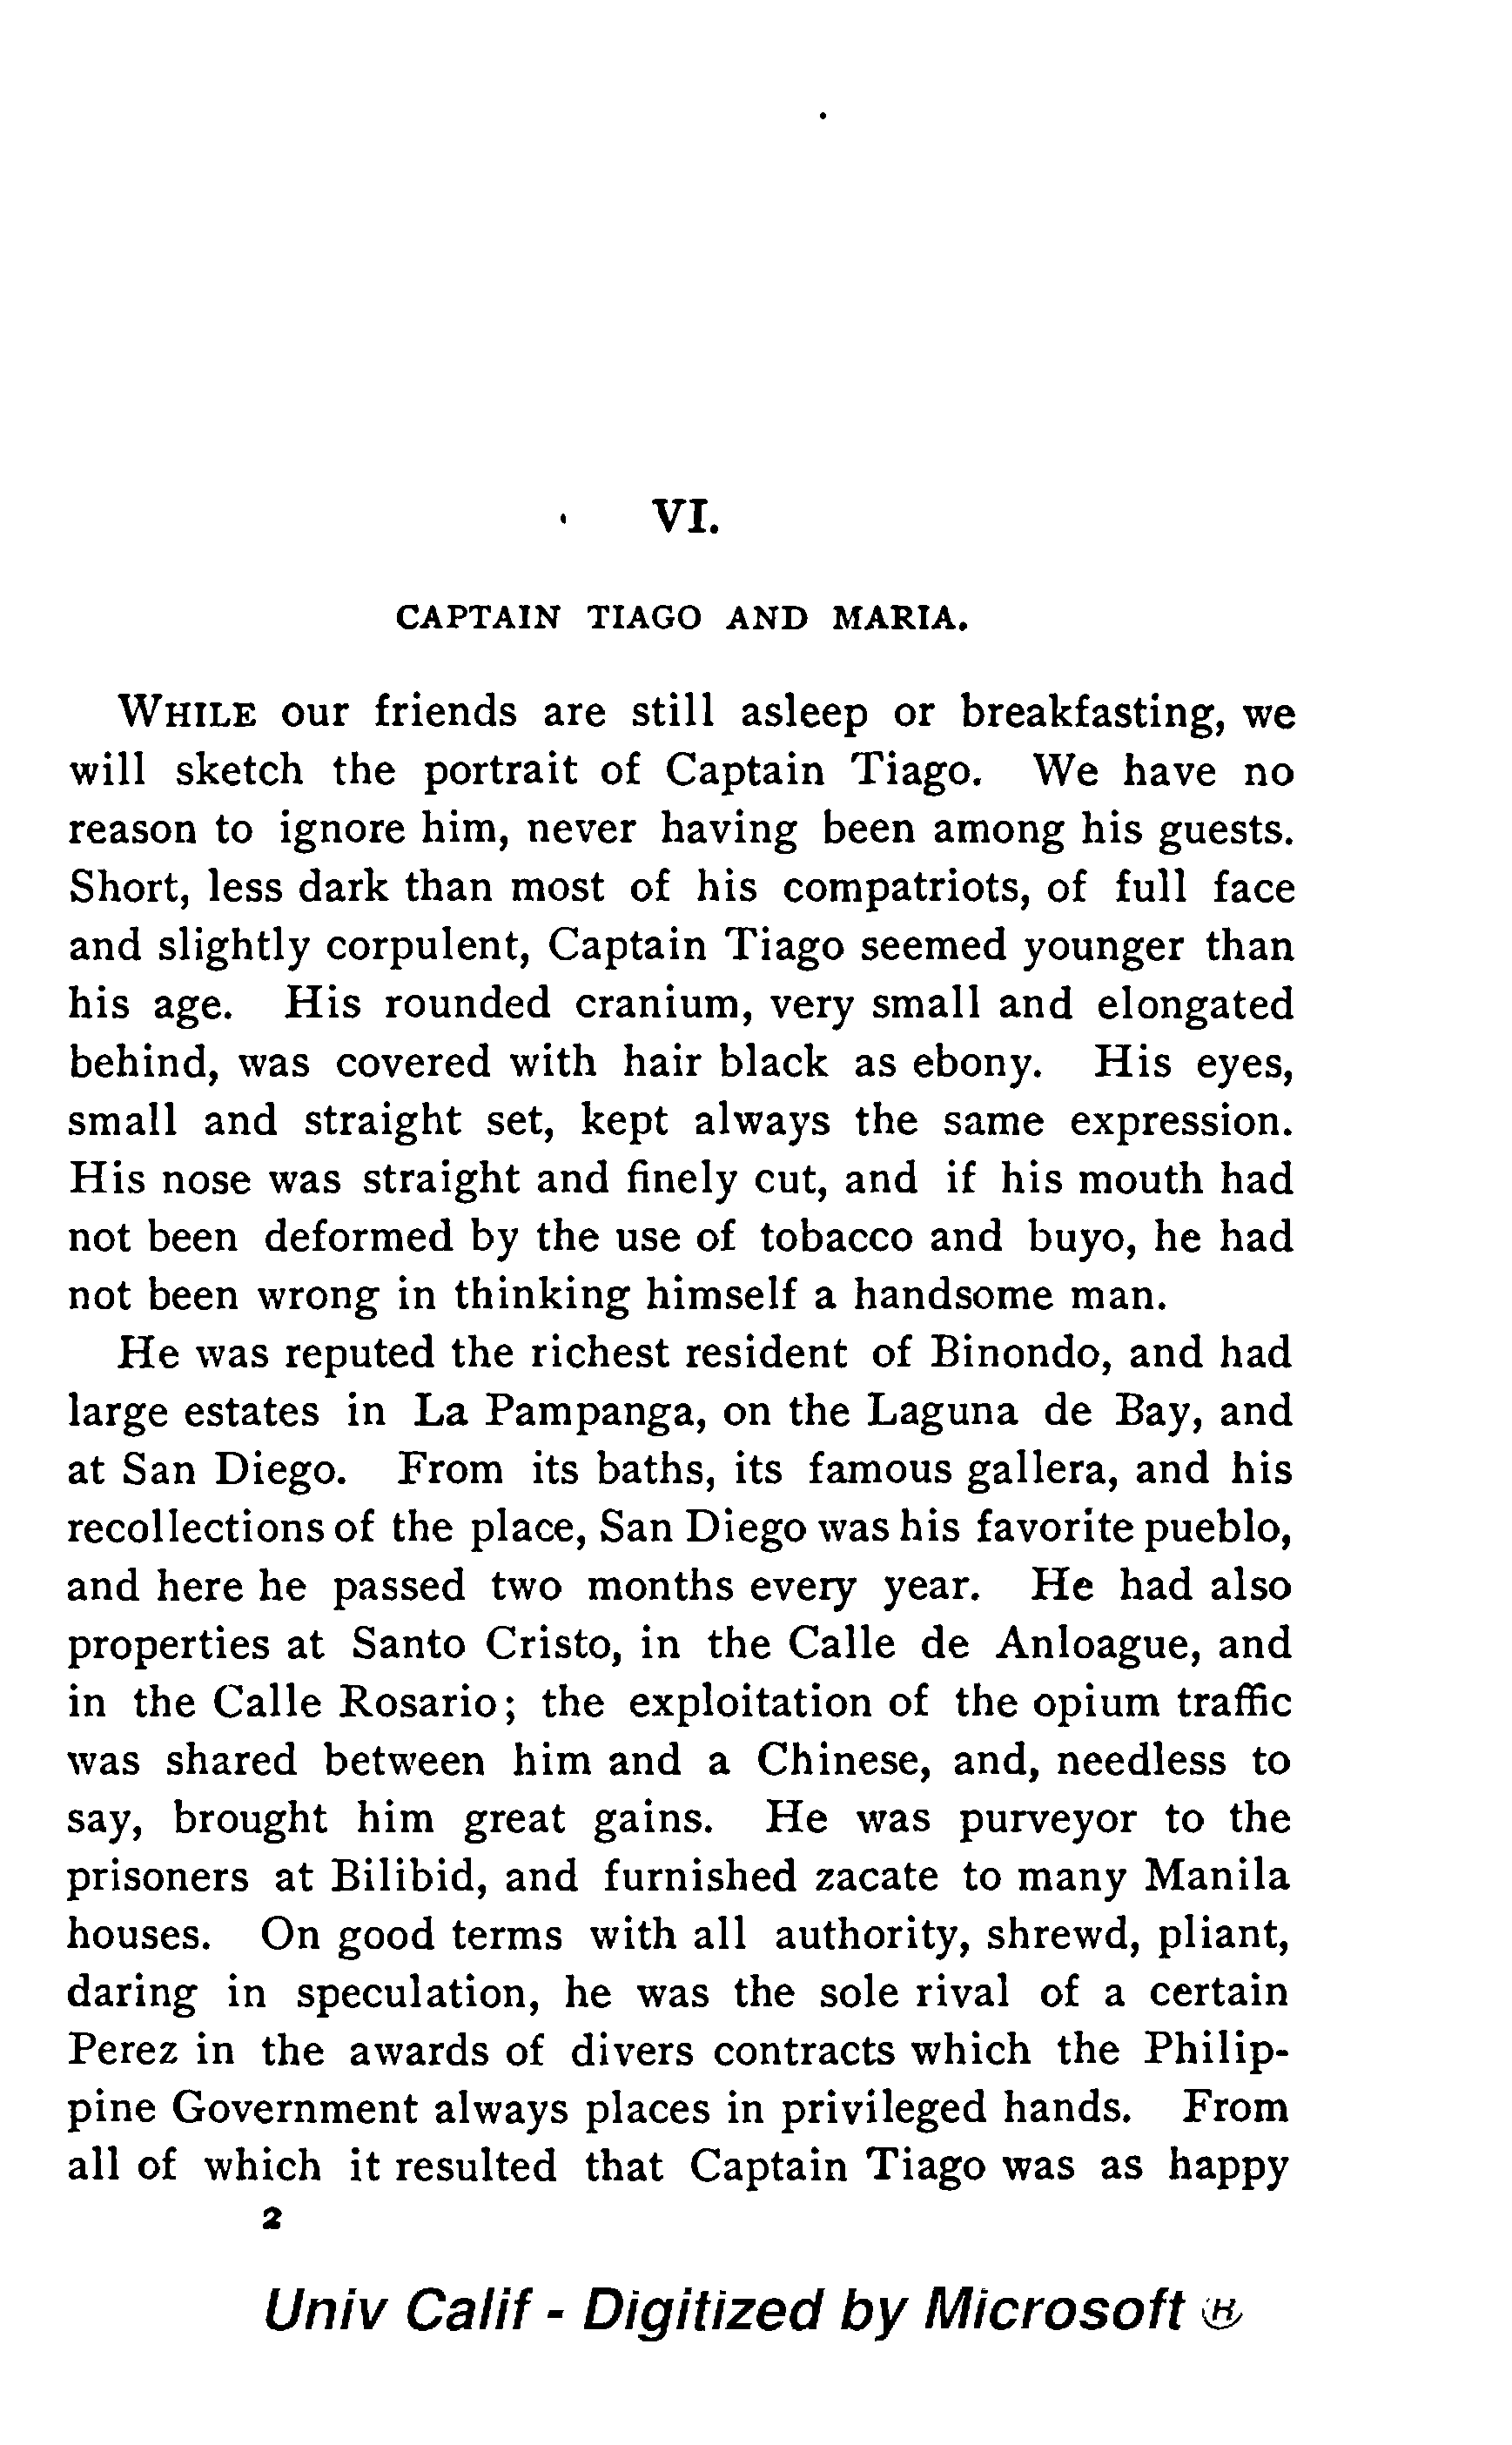 VI.
CAPTAIN TIAGO AND MARIA.
WHILE our friends are still asleep or breakfasting, we
will sketch the portrait of Captain Tiago. We have no
reason to ignore him, never having been among his guests.
Short, less dark than most of his compatriots, of full face
and slightly corpulent, Captain Tiago seemed younger than
his age. His rounded cranium, very small and elongated
behind, was covered with hair black as ebony. His eyes,
small and straight set, kept always the same expression.
His nose was straight and finely cut, and if his mouth had
not been deformed by the use of tobacco and buyo, he had
not been wrong in thinking himself a handsome man.
He was reputed the richest resident of Binondo, and had
large estates in La Pampanga, on the Laguna de Bay, and
at San Diego. From its baths, its famous gallera, and his
recollections of the place, San Diego was his favorite pueblo,
and here he passed two months every year. He had also
properties at Santo Cristo, in the Calle de Anloague, and
in the Calle Rosario; the exploitation of the opium traffic
was shared between him and a Chinese, and, needless to
say, brought him great gains. He was purveyor to the
prisoners at Bilibid, and furnished zacate to many Manila
houses. On good terms with all authority, shrewd, pliant,
daring in speculation, he was the sole rival of a certain
Perez in the awards of divers contracts which the Philip-
pine Government always places in privileged hands. From
all of which it resulted that Captain Tiago was as happy
2
Univ Calif - Digitized by Microsoft ®